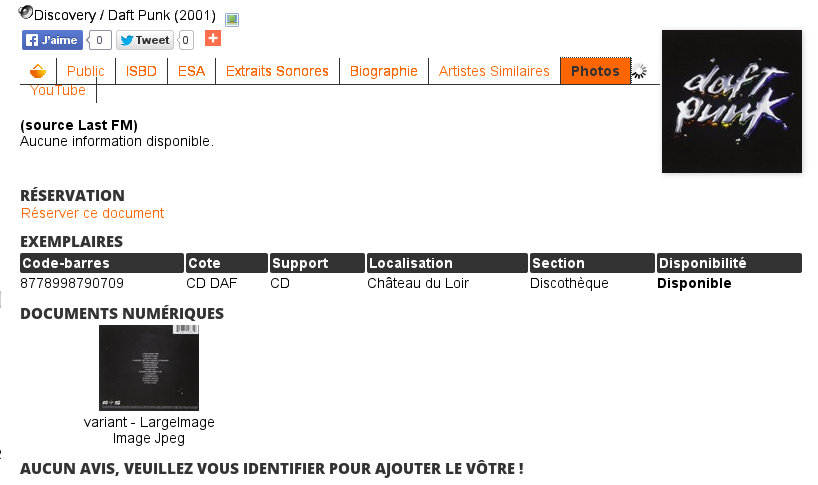 Discovery / Daft Punk (2001)
J'aime 0 Tweet 0
Public ISBD ESA Extraits Sonores Biographie Artistes Similaires Photos
YouTube
daft
punk
(source Last FM)
Aucune information disponible.
RÉSERVATION
Réserver ce document
EXEMPLAIRES
Code-barres Cote Support Localisation Section Disponibilité
8778998790709 CD DAF CD Château du Loir Discothèque Disponible
DOCUMENTS NUMÉRIQUES
variant - LargeImage
Image Jpeg
AUCUN AVIS, VEUILLEZ VOUS IDENTIFIER POUR AJOUTER LE VÔTRE !